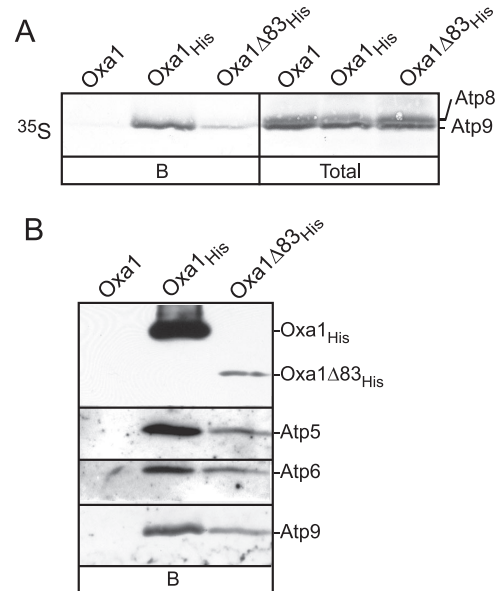 A
Oxa1 Oxa1His Oxa1Δ83His
35S
Atp8
Atp9
B Total
B
Oxa1 Oxa1His Oxa1Δ83His
Oxa1His
Oxa1Δ83His
Oxa1 Oxa1His Oxa1Δ83His
Atp5
Atp6
Atp9
B